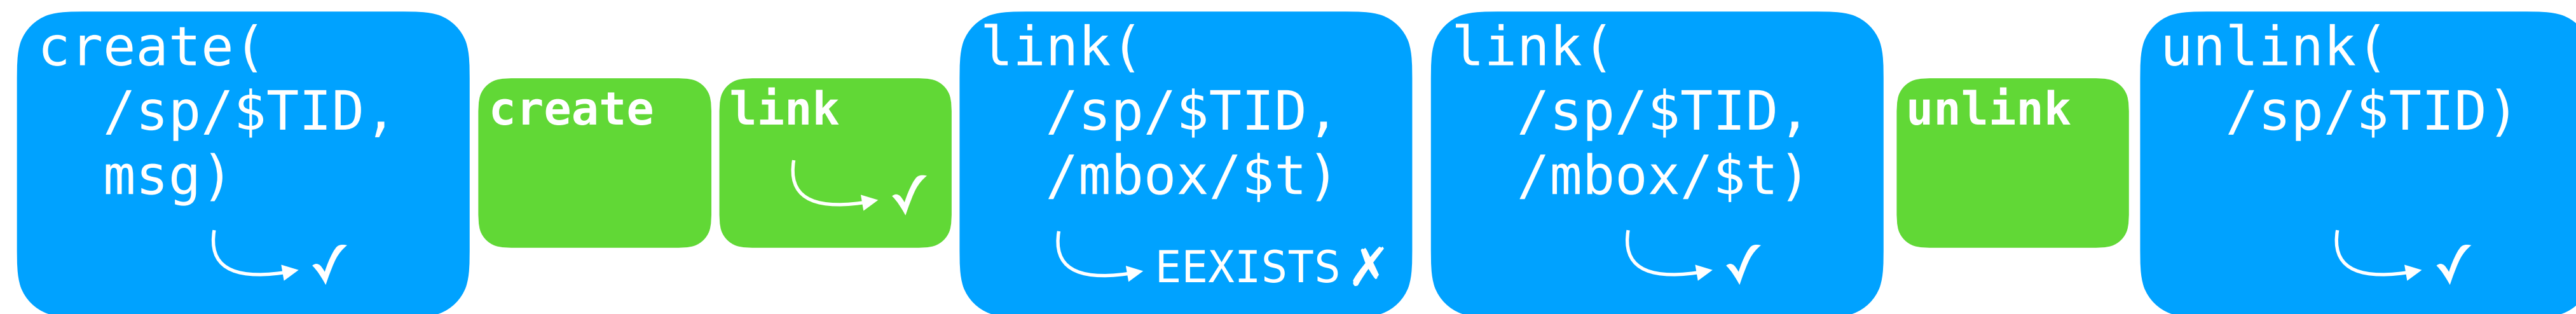 create(
/sp/$TID,
msg)
✓
create
link
✓
link(
/sp/$TID,
/mbox/$t)
EEXISTS ✗
link(
/sp/$TID,
/mbox/$t)
✓
unlink
unlink(
/sp/$TID)
✓